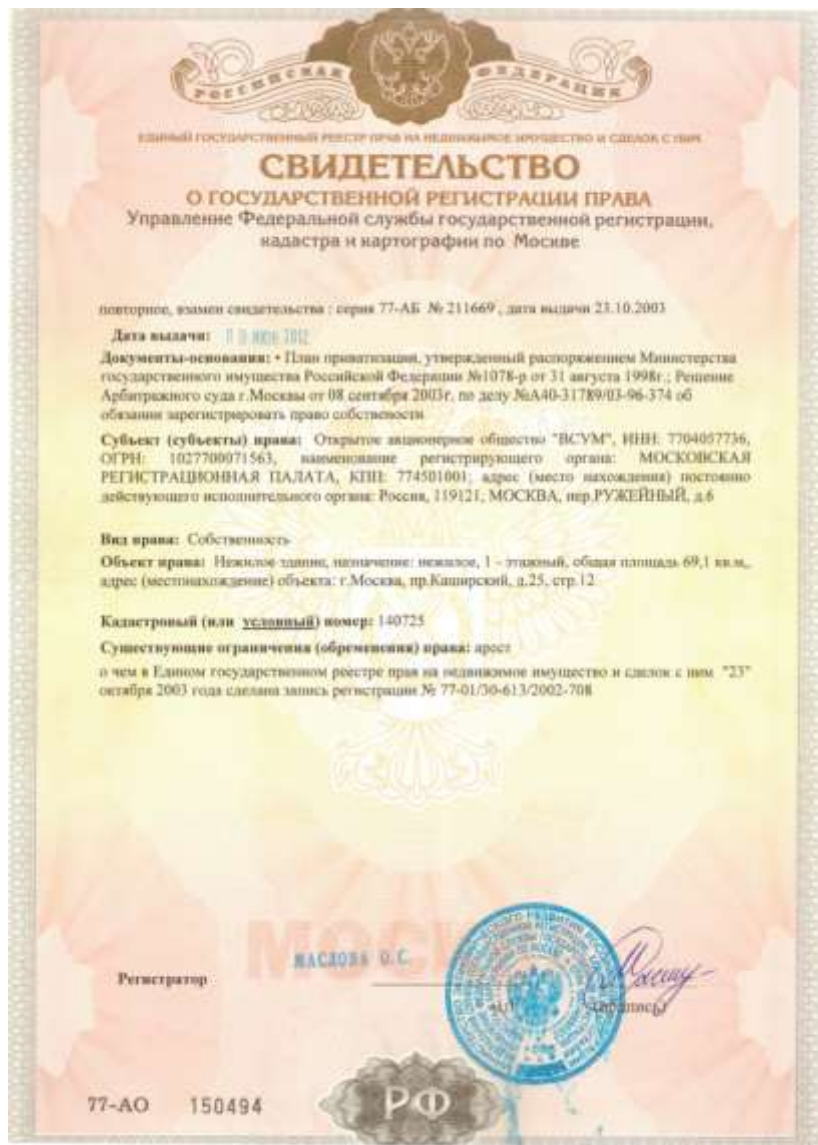 РОССИЙСКАЯ ФЕДЕРАЦИЯ
ЕДИНЫЙ ГОСУДАРСТВЕННЫЙ РЕЕСТР ПРАВ НА НЕДВИЖИМОЕ ИМУЩЕСТВО И СДЕЛОК С НИМ
СВИДЕТЕЛЬСТВО
О ГОСУДАРСТВЕННОЙ РЕГИСТРАЦИИ ПРАВА
Управление Федеральной службы государственной регистрации,
кадастра и картографии по Москве
повторное, взамен свидетельства : серия 77-АБ № 211669 , дата выдачи 23.10.2003
Дата выдачи: 2012
Документы-основания: • План приватизации, утвержденный распоряжением Министерства
государственного имущества Российской Федерации №1078-р от 31 августа 1998г.; Решение
Арбитражного суда г.Москвы от 08 сентября 2003г. по делу №А40-31789/03-96-374 об
обязании зарегистрировать право собствености
Субъект (субъекты) права: Открытое акционерное общество "ВСУМ", ИНН: 7704057736,
ОГРН: 1027700071563, наименование регистрирующего органа: МОСКОВСКАЯ
РЕГИСТРАЦИОННАЯ ПАЛАТА, КПП: 774501001; адрес (место нахождения) постоянно
действующего исполнительного органа: Россия, 119121, МОСКВА, пер.РУЖЕЙНЫЙ, д.6
Вид права: Собственность
Объект права: Нежилое здание, назначение: нежилое, 1 - этажный, общая площадь 69,1 кв.м.,
адрес (местонахождение) объекта: г.Москва, пр.Каширский, д.25, стр.12
Кадастровый (или условный) номер: 140725
Существующие ограничения (обременения) права: арест
о чем в Едином государственном реестре прав на недвижимое имущество и сделок с ним "23"
октября 2003 года сделана запись регистрации № 77-01/30-613/2002-708
Регистратор
МАСЛОВА О.С.
(подпись)
77-АО 150494
РФ